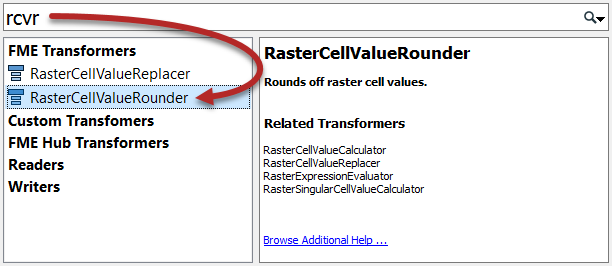 rcvr
FME Transformers
RasterCellValueReplacer
RasterCellValueRounder
Custom Transfomers
FME Hub Transformers
Readers
Writers
RasterCellValueRounder
Rounds off raster cell values.
Related Transformers
RasterCellValueCalculator
RasterCellValueReplacer
RasterExpressionEvaluator
RasterSingularCellValueCalculator
Browse Additional Help ...